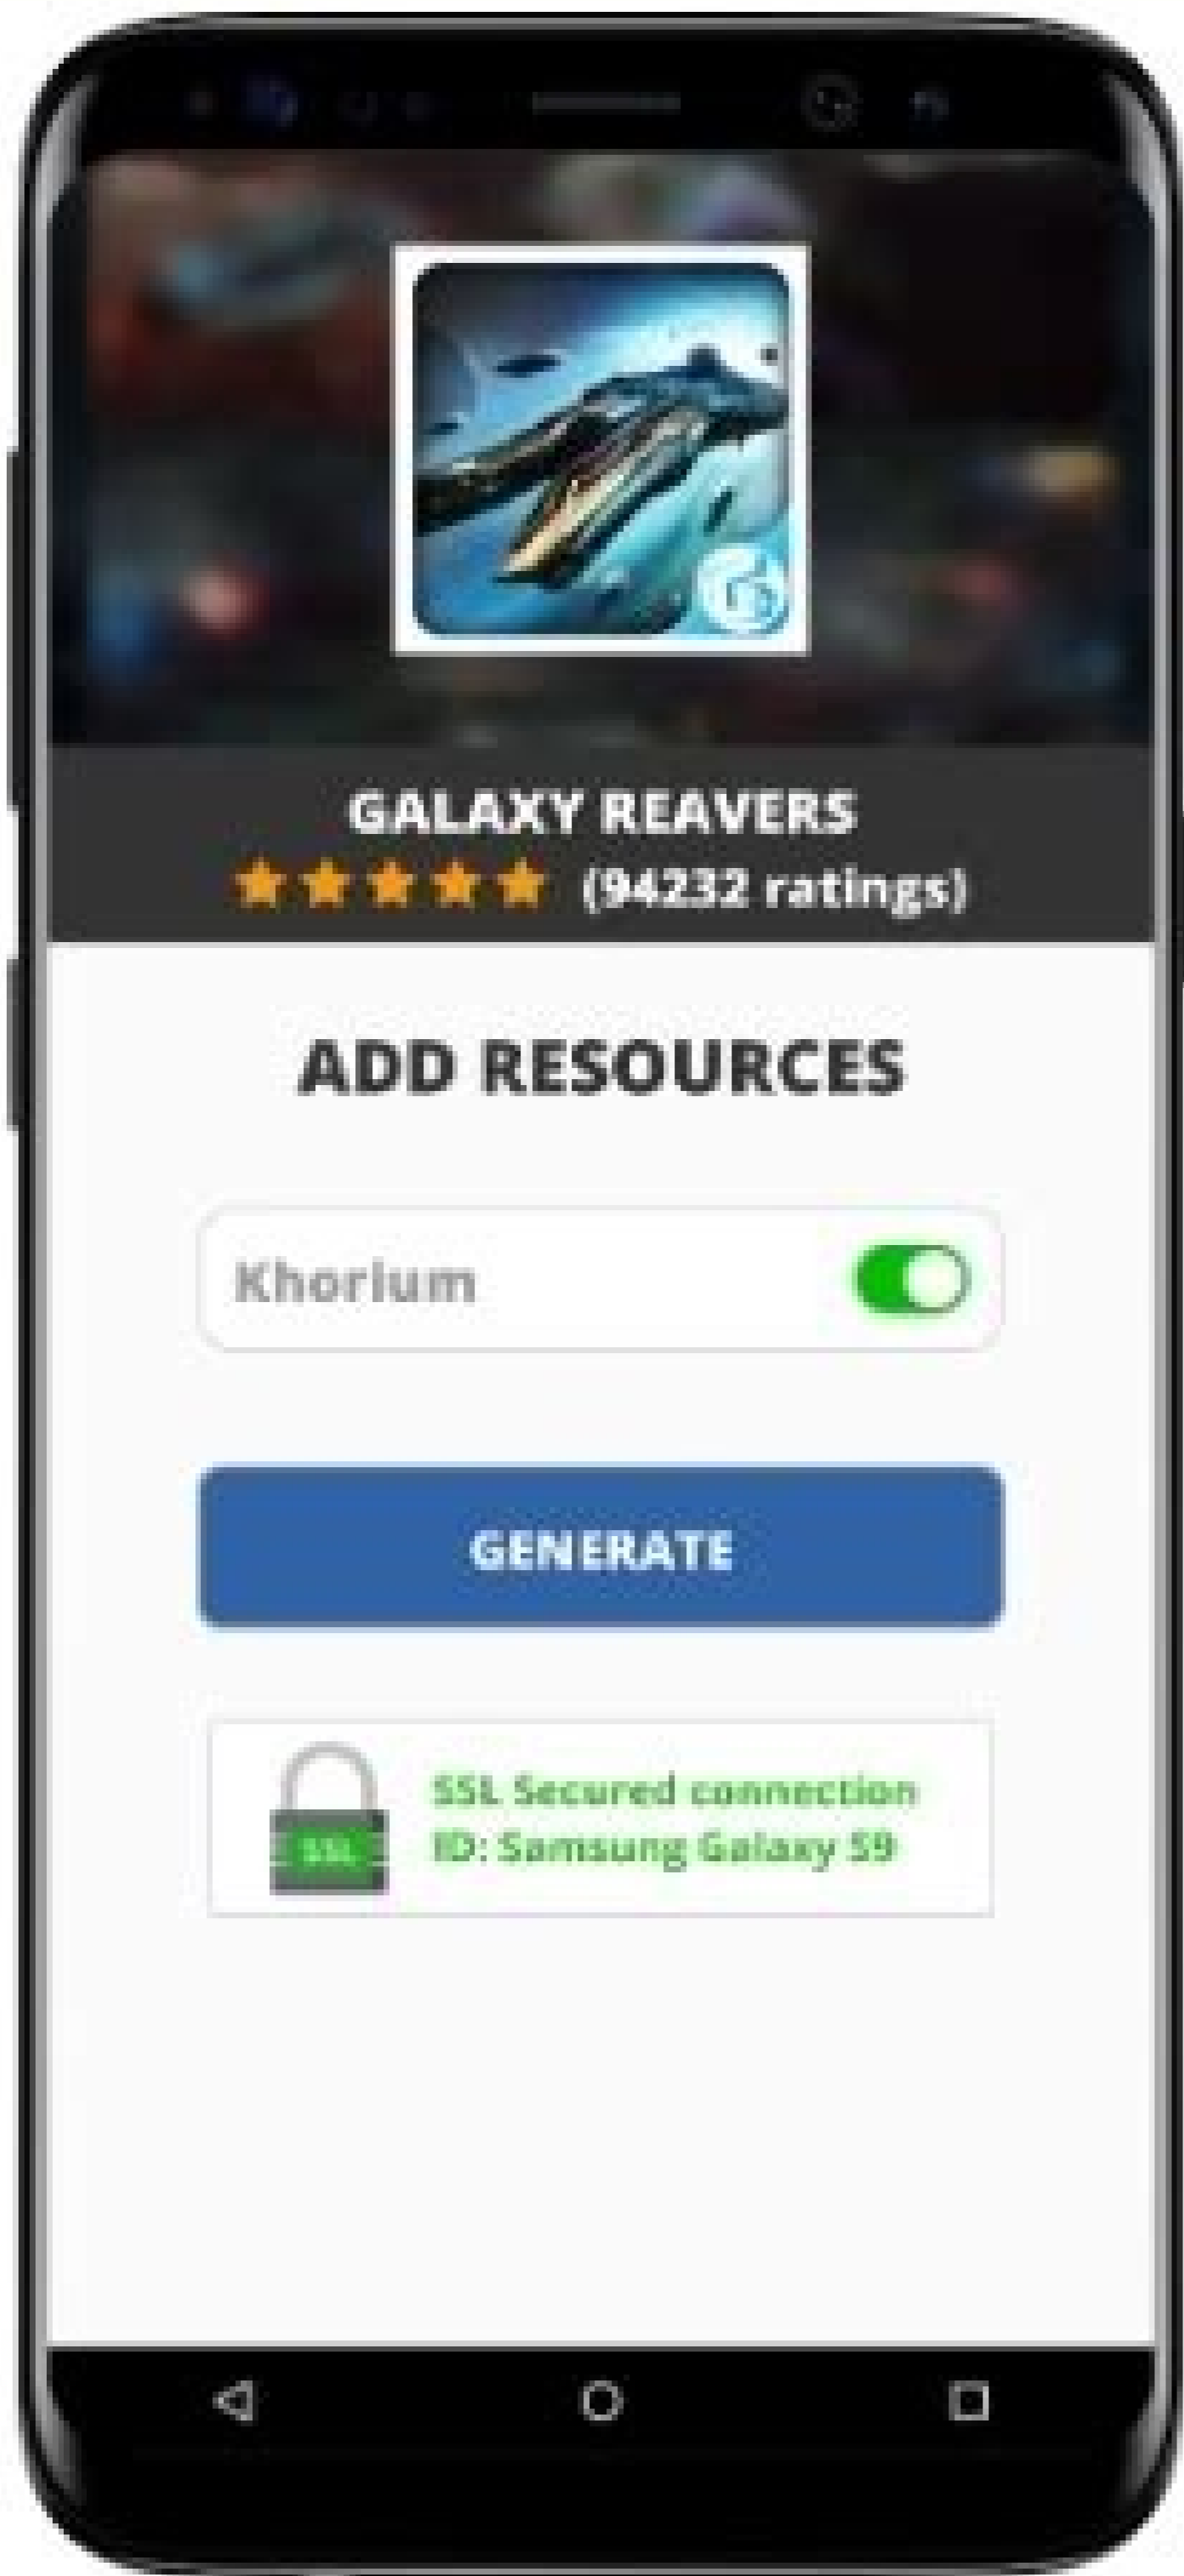 GALAXY REAVERS
(94232 ratings)
ADD RESOURCES
Khorium
GENERATE
SSL
SSL Secured connection
ID: Samsung Galaxy S9